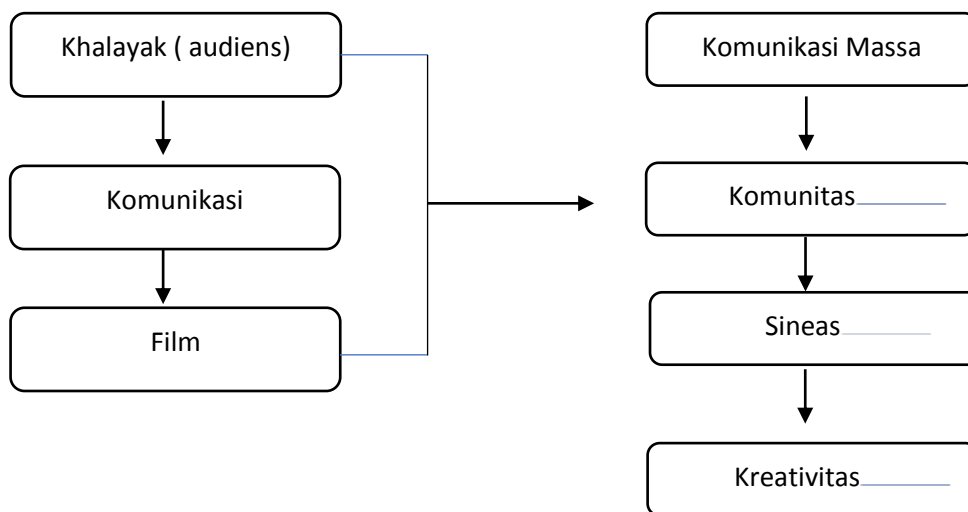 Khalayak ( audiens)
Komunikasi
Film
Komunikasi Massa
Komunitas
Sineas
Kreativitas